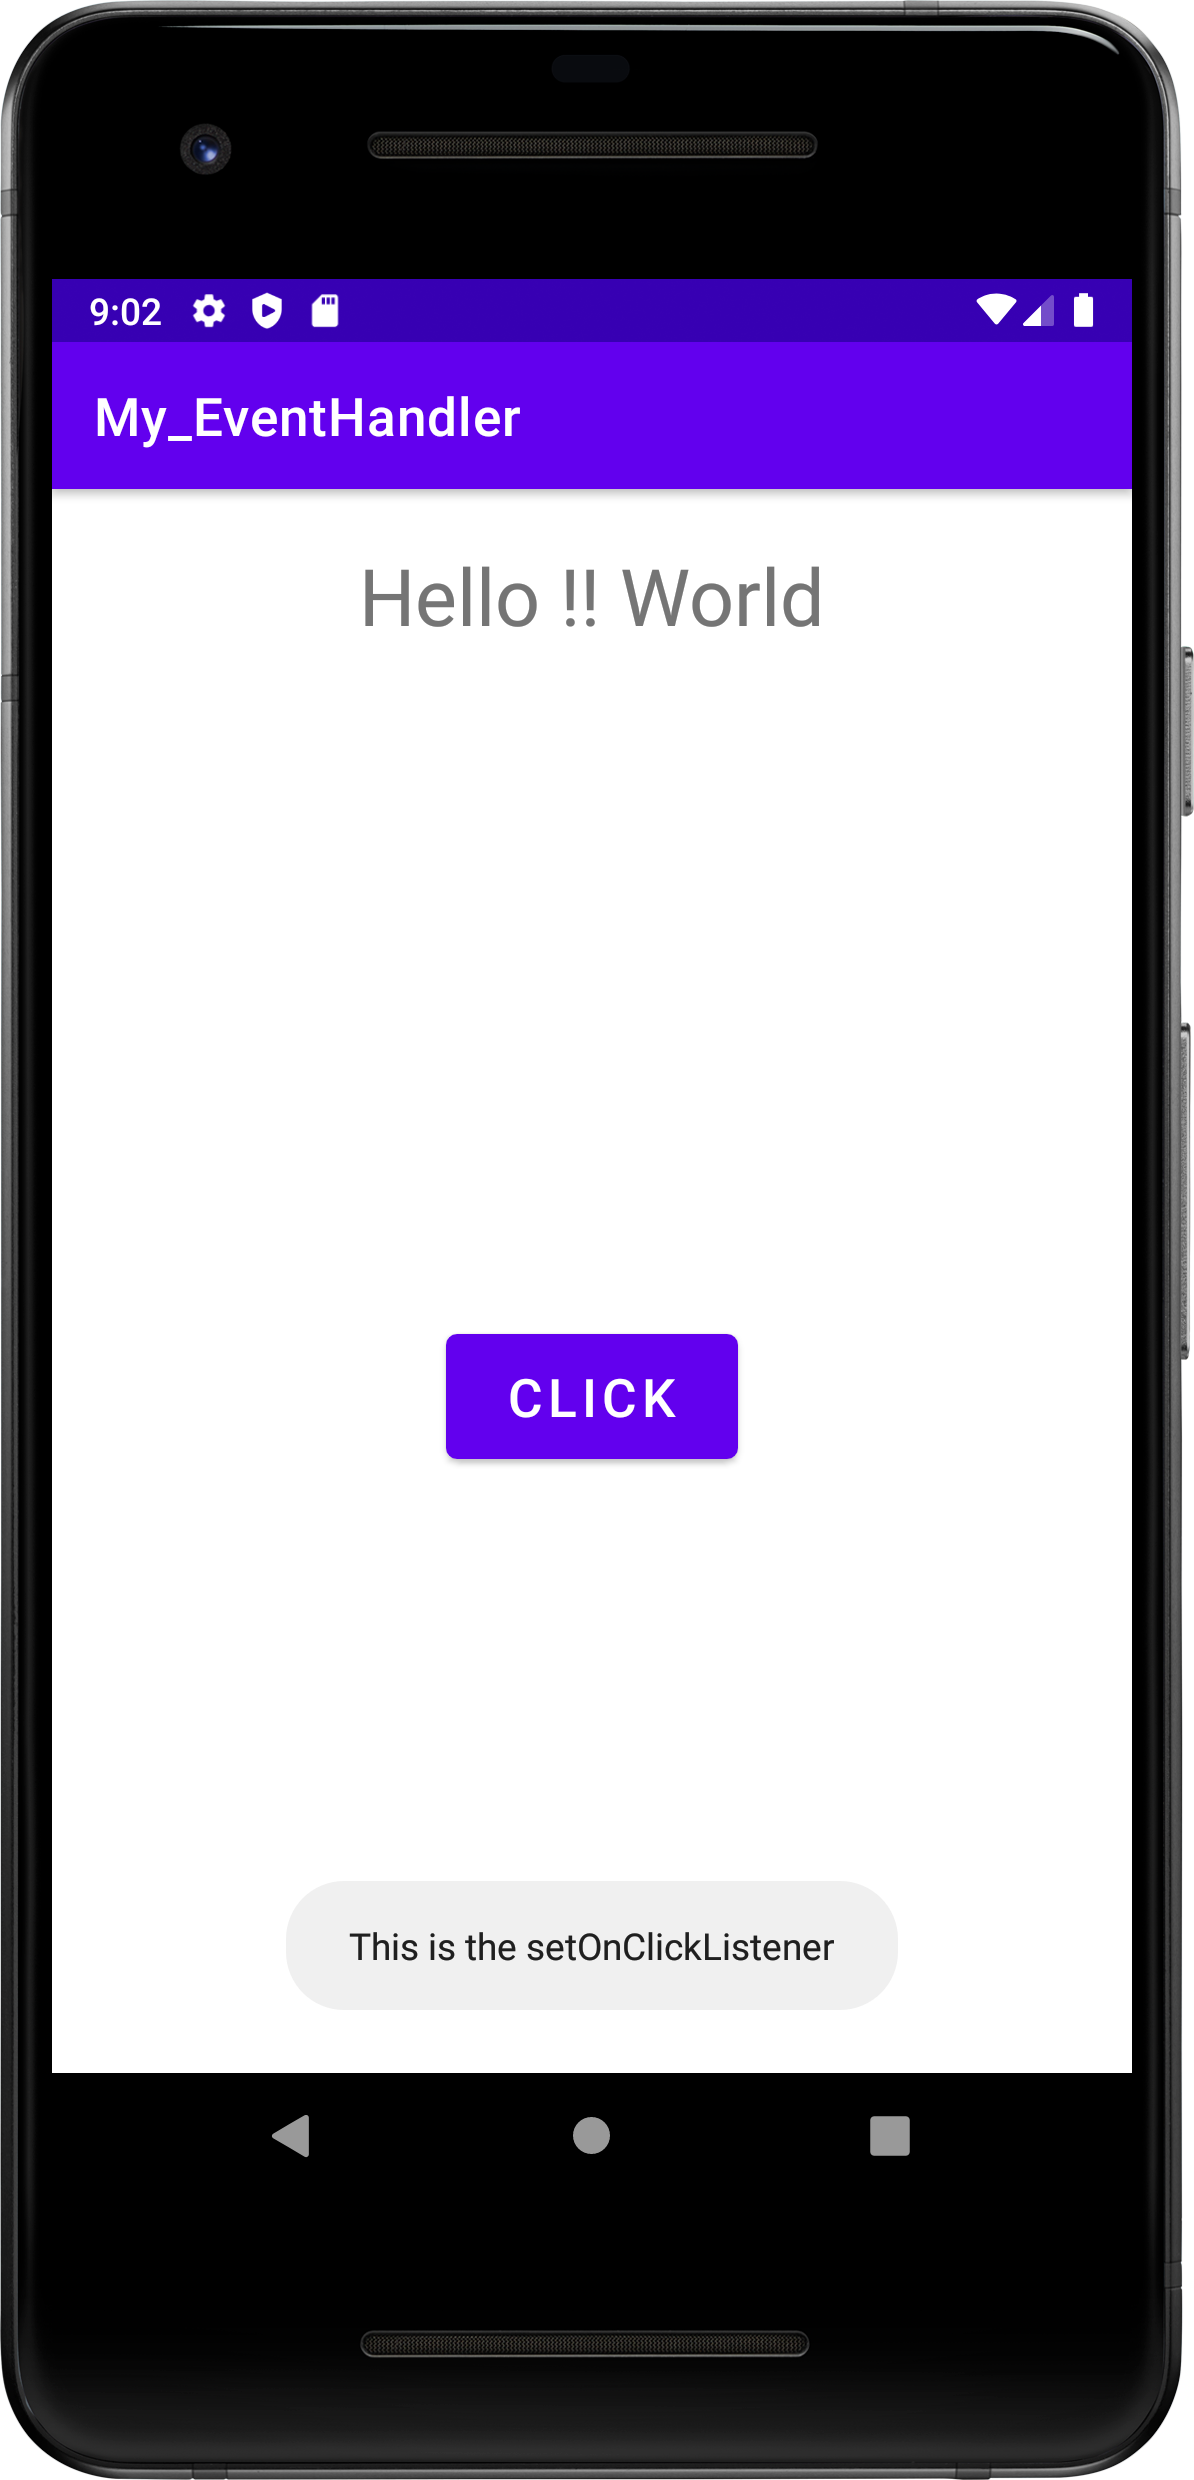 9:02
My_EventHandler
Hello !! World
CLICK
This is the setOnClickListener